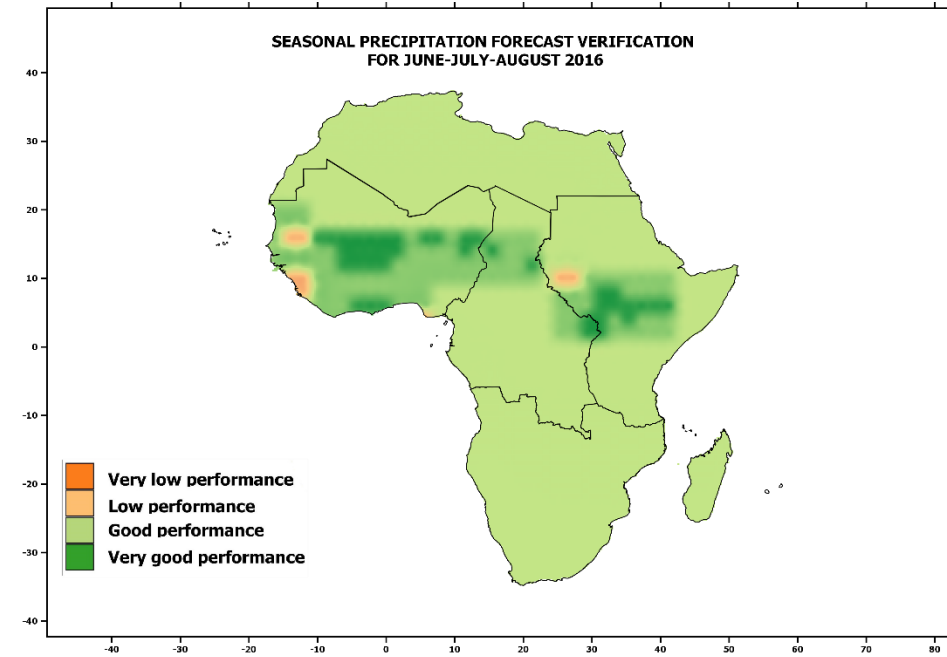 SEASONAL PRECIPITATION FORECAST VERIFICATION
FOR JUNE-JULY-AUGUST 2016
40
30
20
10
0
-10
-20
-30
-40
Very low performance
Low performance
Good performance
Very good performance
-40 -30 -20 -10 0 10 20 30 40 50 60 70 80